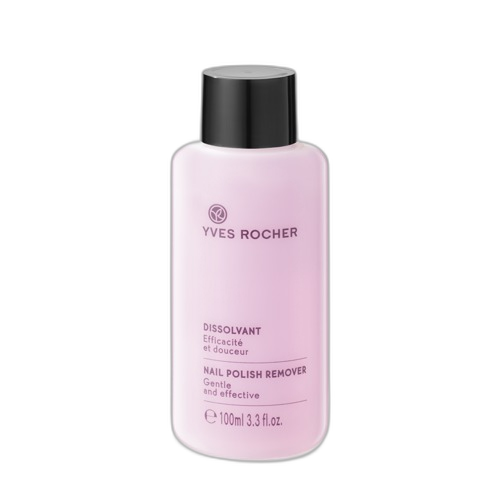 YVES ROCHER
DISSOLVANT
Efficacité
et douceur
NAIL POLISH REMOVER
Gentle
and effective
℮ 100ml 3.3 fl.oz.